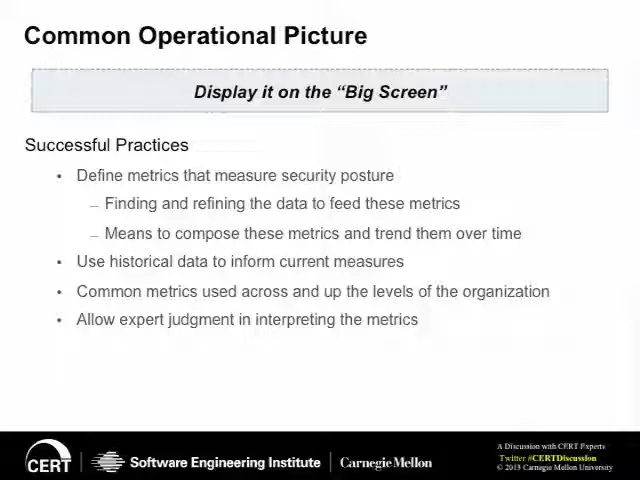 Common Operational Picture
Display it on the “Big Screen”
Successful Practices
• Define metrics that measure security posture
– Finding and refining the data to feed these metrics
– Means to compose these metrics and trend them over time
• Use historical data to inform current measures
• Common metrics used across and up the levels of the organization
• Allow expert judgment in interpreting the metrics
CERT
Software Engineering Institute
Carnegie Mellon
A Discussion with CERT Experts
Twitter #CERTDiscussion
© 2013 Carnegie Mellon University